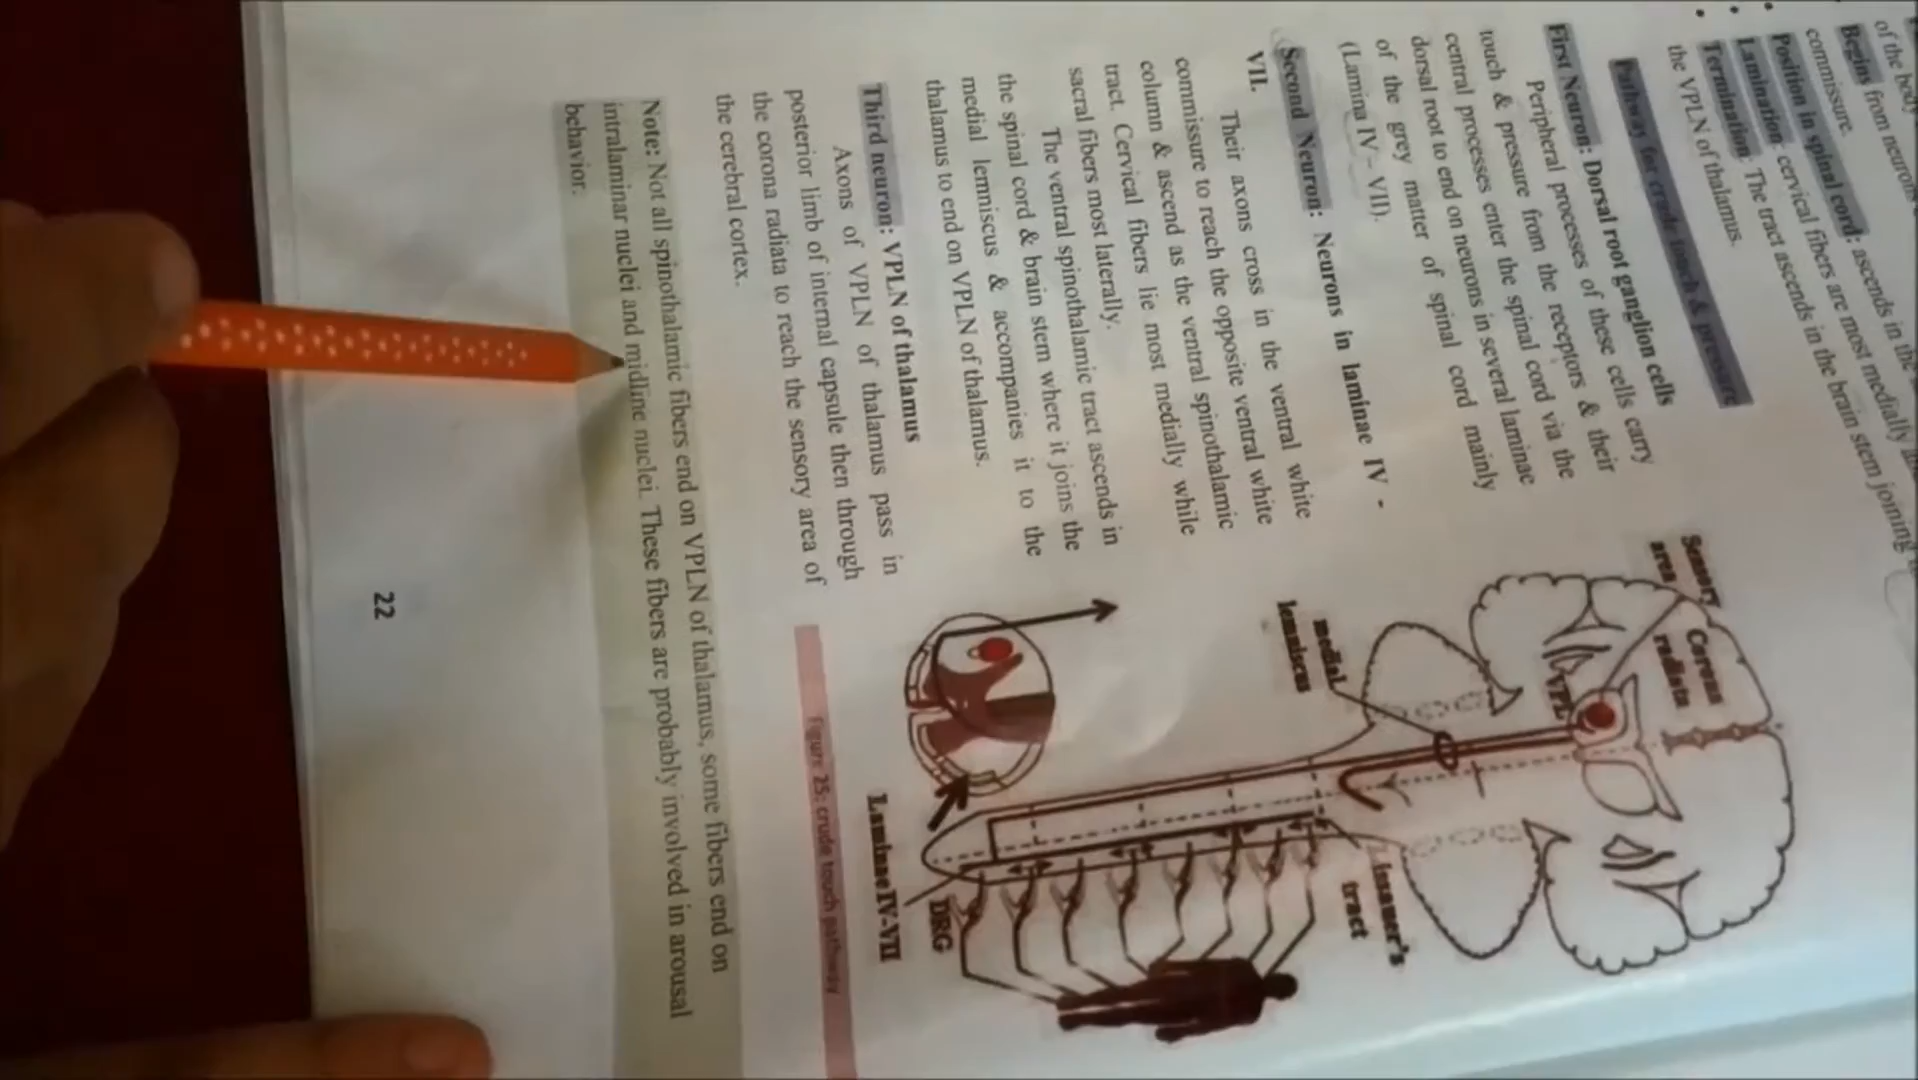 of the body
Begins from neurons
commissure.
Position in spinal cord: ascends in the
Lamination: cervical fibers are most medially
Termination: The tract ascends in the brain stem joining
the VPLN of thalamus.
Pathway for crude touch & pressure
First Neuron: Dorsal root ganglion cells
Peripheral processes of these cells carry
touch & pressure from the receptors & their
central processes enter the spinal cord via the
dorsal root to end on neurons in several laminae
of the grey matter of spinal cord mainly
(Lamina IV – VII).
Second Neuron: Neurons in laminae IV -
VII.
Their axons cross in the ventral white
commissure to reach the opposite ventral white
column & ascend as the ventral spinothalamic
tract. Cervical fibers lie most medially while
sacral fibers most laterally.
The ventral spinothalamic tract ascends in
the spinal cord & brain stem where it joins the
medial lemniscus & accompanies it to the
thalamus to end on VPLN of thalamus.
Third neuron: VPLN of thalamus
Axons of VPLN of thalamus pass in
posterior limb of internal capsule then through
the corona radiata to reach the sensory area of
the cerebral cortex.
Sensory
area
Corona
radiata
VPL
medial
lemniscus
Lissauer's
tract
DRG
Laminae IV-VII
Figure 25: crude touch pathway
Note: Not all spinothalamic fibers end on VPLN of thalamus, some fibers end on
intralaminar nuclei and midline nuclei. These fibers are probably involved in arousal
behavior.
22